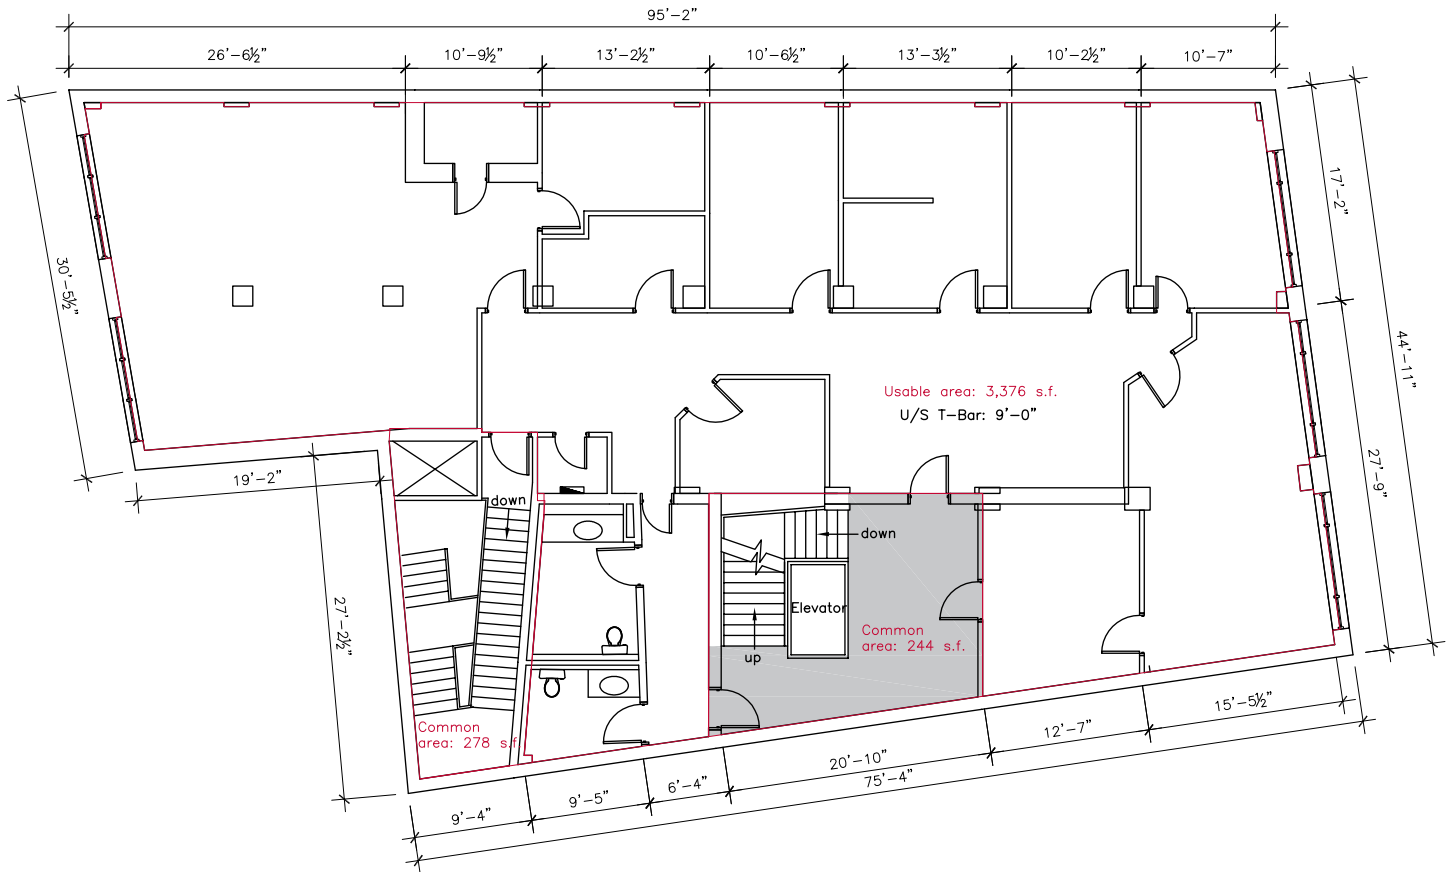 95'-2"
26'-6½"
10'-9½"
13'-2½"
10'-6½"
13'-3½"
10'-2½"
10'-7"
17'-2"
30'-5½"
44'-11"
Usable area: 3,376 s.f.
U/S T-Bar: 9'-0"
27'-9"
19'-2"
down
down
Elevator
27'-2½"
Common
area: 244 s.f.
up
Common
area: 278 s.f
15'-5½"
12'-7"
20'-10"
75'-4"
6'-4"
9'-5"
9'-4"